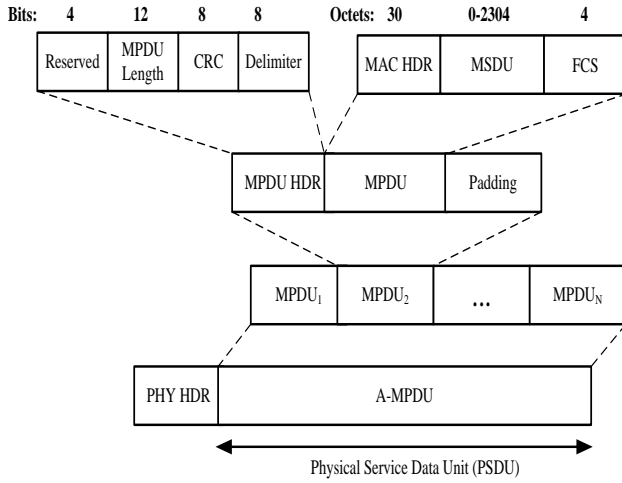 Bits: 4 12 8 8 Octets: 30 0-2304 4
Reserved MPDU Length CRC Delimiter MAC HDR MSDU FCS
MPDU HDR MPDU Padding
MPDU1 MPDU2 ... MPDUN
PHY HDR A-MPDU
Physical Service Data Unit (PSDU)